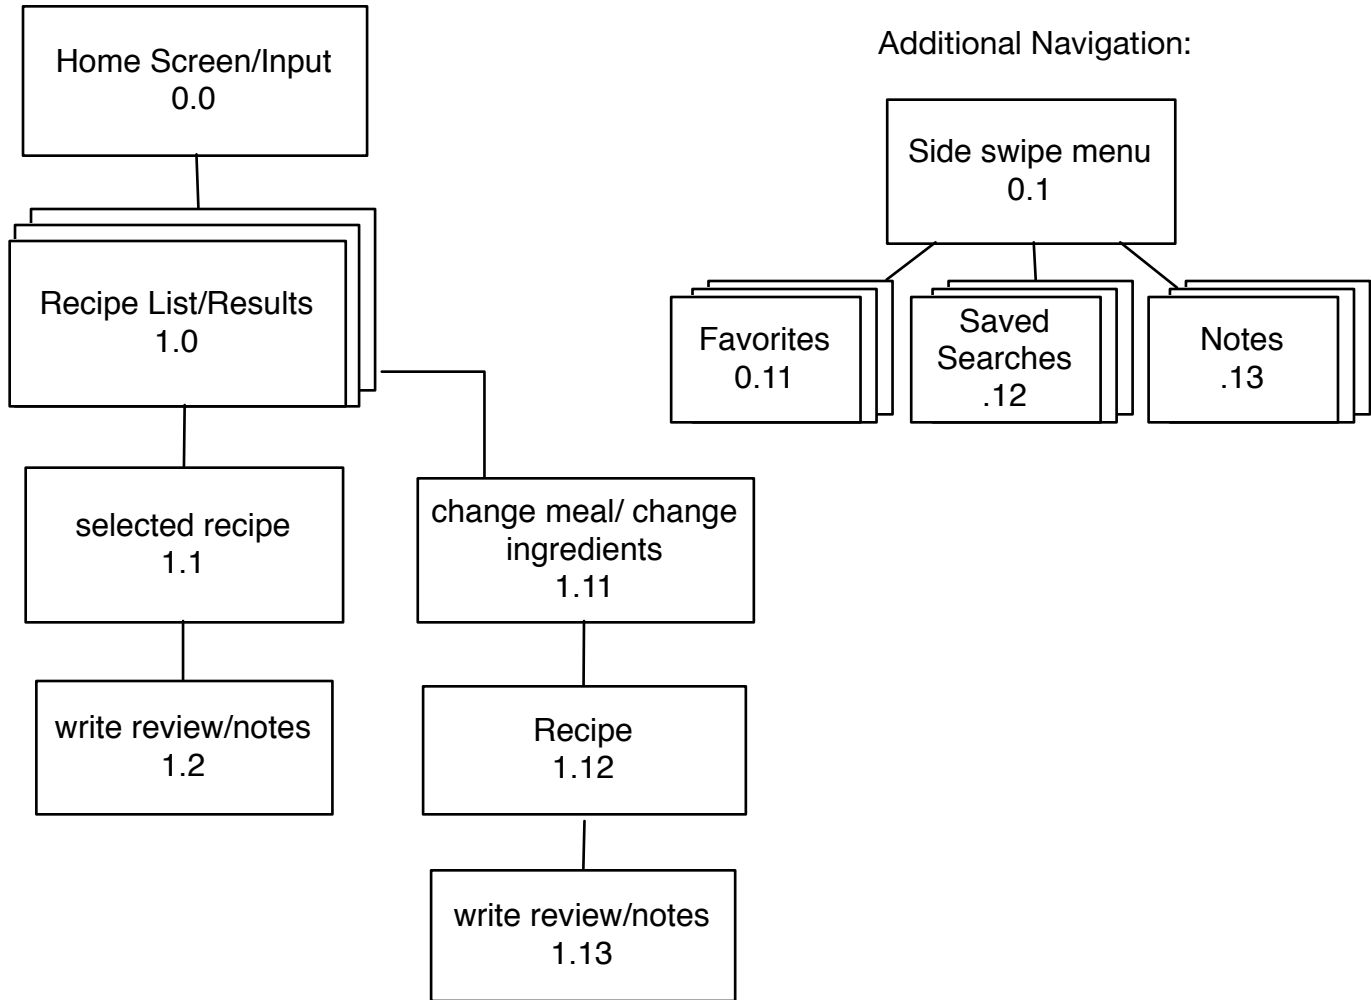 Home Screen/Input
0.0
Recipe List/Results
1.0
selected recipe
1.1
write review/notes
1.2
change meal/ change
ingredients
1.11
Recipe
1.12
write review/notes
1.13
Additional Navigation:
Side swipe menu
0.1
Favorites
0.11
Saved
Searches
.12
Notes
.13